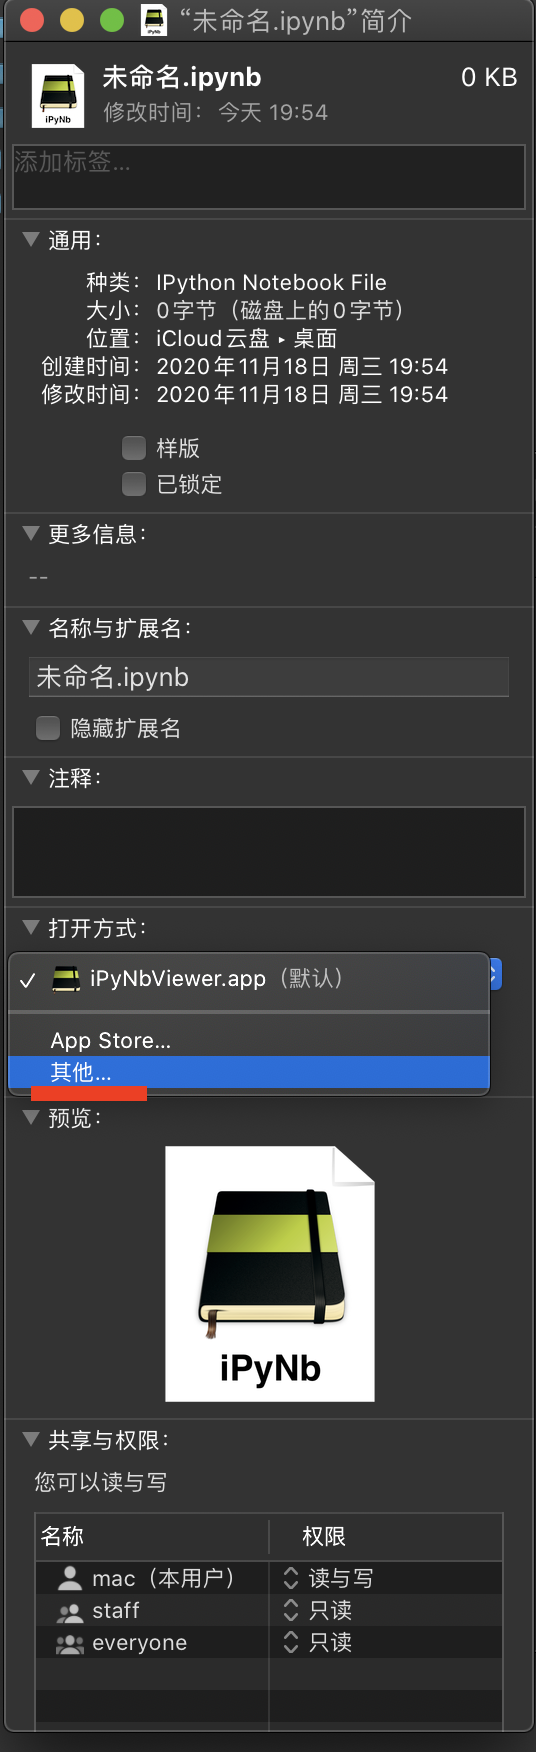 “未命名.ipynb”简介
未命名.ipynb 0 KB
修改时间：今天 19:54
添加标签...
通用：
种类：IPython Notebook File
大小：0字节（磁盘上的0字节）
位置：iCloud云盘 ▸ 桌面
创建时间：2020年11月18日 周三 19:54
修改时间：2020年11月18日 周三 19:54
样版
已锁定
更多信息：
--
名称与扩展名：
未命名.ipynb
隐藏扩展名
注释：
打开方式：
✓ iPyNbViewer.app（默认）
App Store...
其他...
预览：
iPyNb
共享与权限：
您可以读与写
名称 权限
mac（本用户） 读与写
staff 只读
everyone 只读